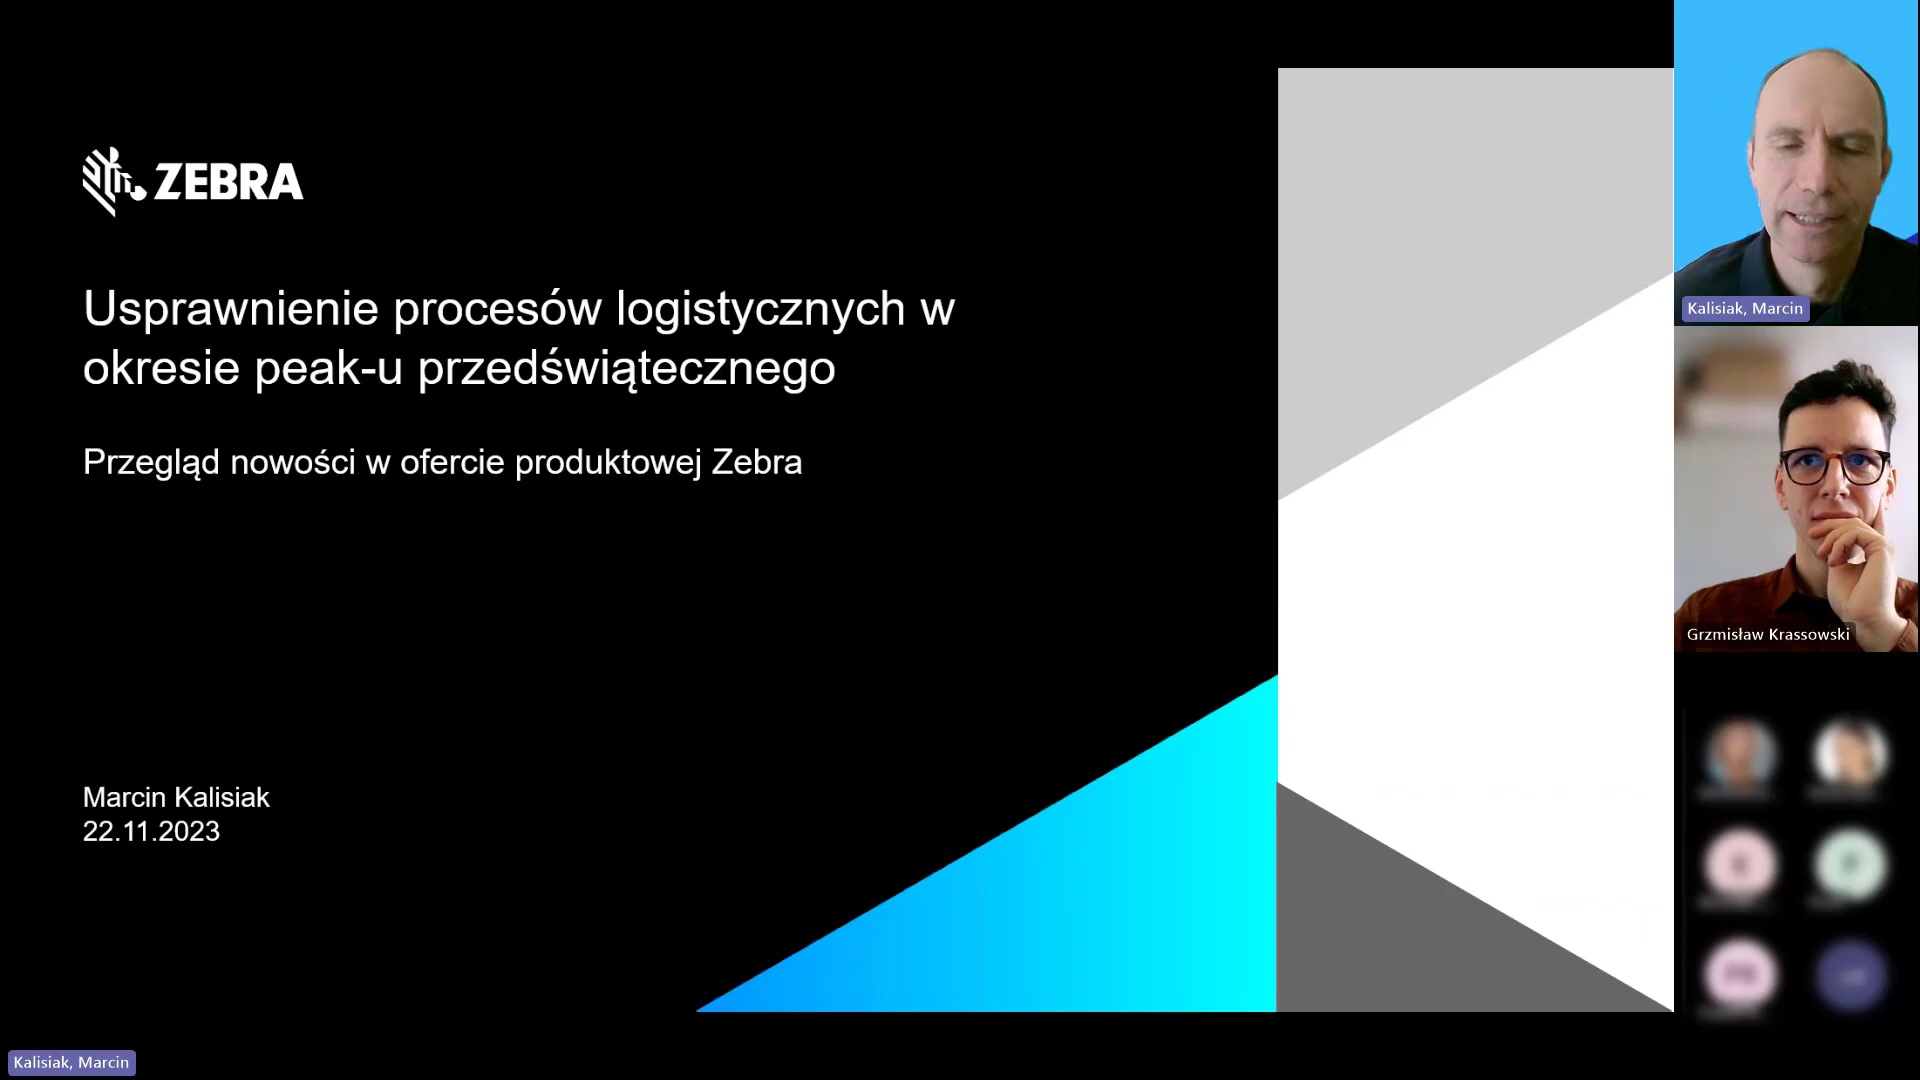 ZEBRA
Usprawnienie procesów logistycznych w
okresie peak-u przedświątecznego
Przegląd nowości w ofercie produktowej Zebra
Marcin Kalisiak
22.11.2023
Kalisiak, Marcin
Kalisiak, Marcin
Grzmisław Krassowski